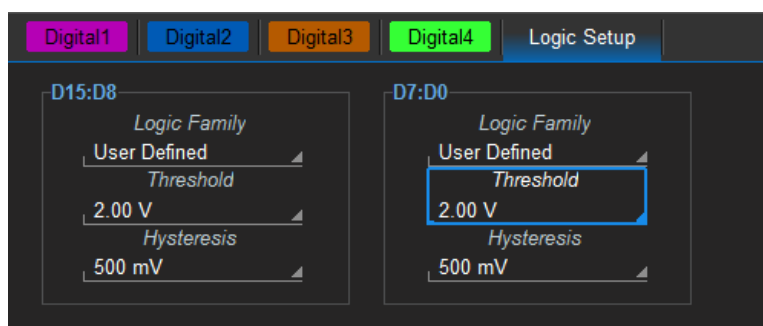 Digital1 Digital2 Digital3 Digital4 Logic Setup
D15:D8
Logic Family
User Defined
Threshold
2.00 V
Hysteresis
500 mV
D7:D0
Logic Family
User Defined
Threshold
2.00 V
Hysteresis
500 mV